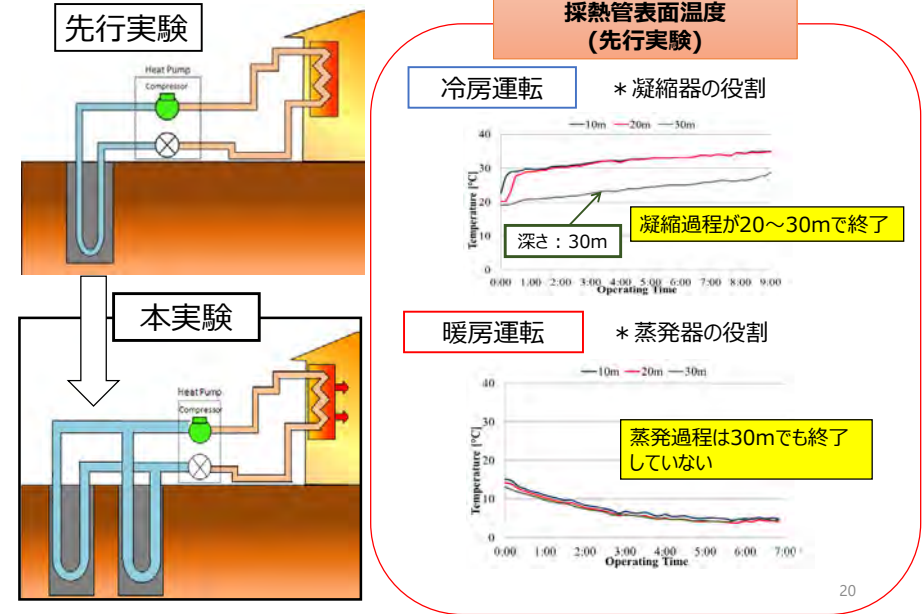 先行実験
Heat Pump
Compressor
本実験
Heat Pump
Compressor
採熱管表面温度
(先行実験)
冷房運転
＊凝縮器の役割
10m 20m 30m
Temperature [°C]
40
30
20
10
0
深さ：30m
凝縮過程が20～30mで終了
0:00 1:00 2:00 3:00 4:00 5:00 6:00 7:00 8:00 9:00
Operating Time
暖房運転
＊蒸発器の役割
10m 20m 30m
Temperature [°C]
40
30
20
10
0
蒸発過程は30mでも終了
していない
0:00 1:00 2:00 3:00 4:00 5:00 6:00 7:00
Operating Time
20